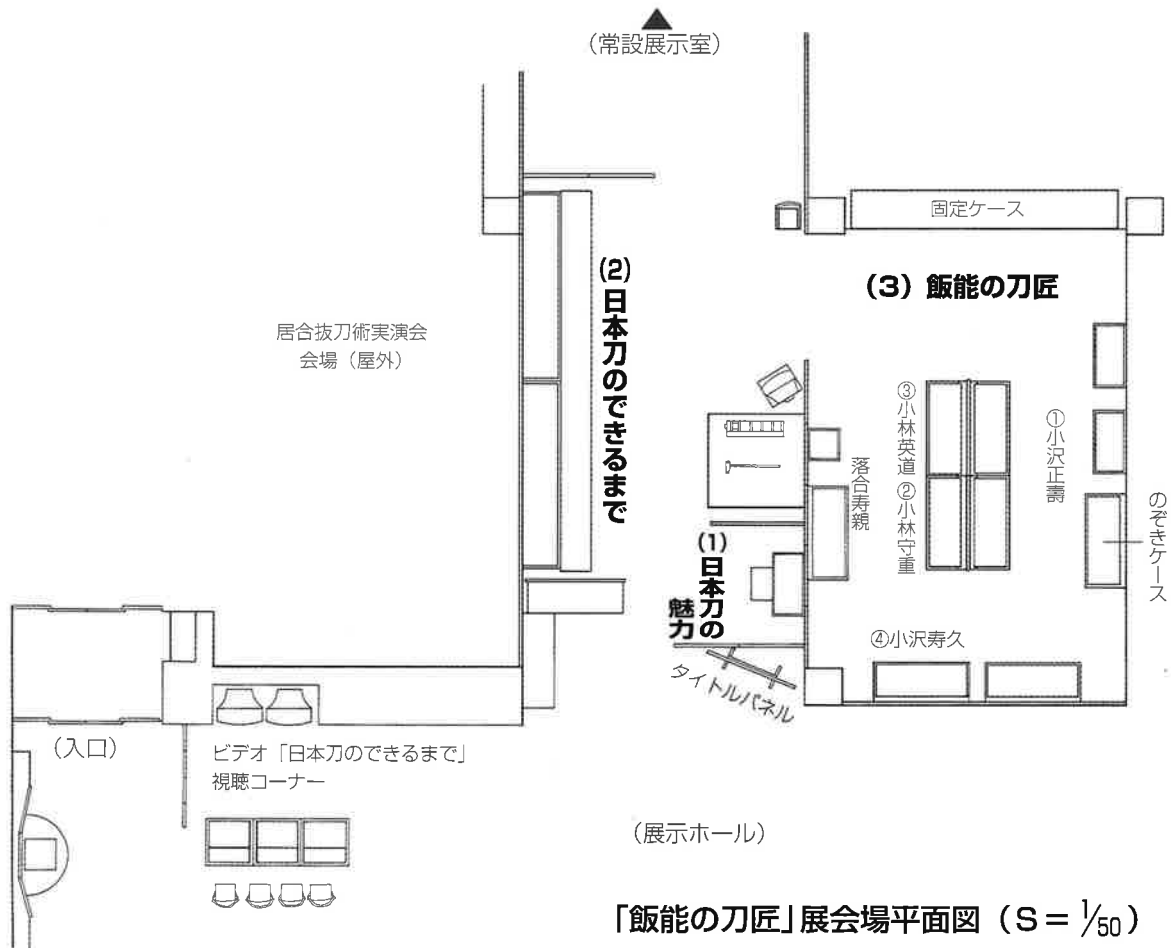 (常設展示室)
固定ケース
(2)日本刀のできるまで
(3)飯能の刀匠
居合抜刀術実演会
会場(屋外)
③小林英道
②小林守重
①小沢正壽
落合寿親
のぞきケース
(1)日本刀の
魅力
④小沢寿久
タイトルパネル
(入口)
ビデオ「日本刀のできるまで」
視聴コーナー
(展示ホール)
「飯能の刀匠」展会場平面図(S=1/50)